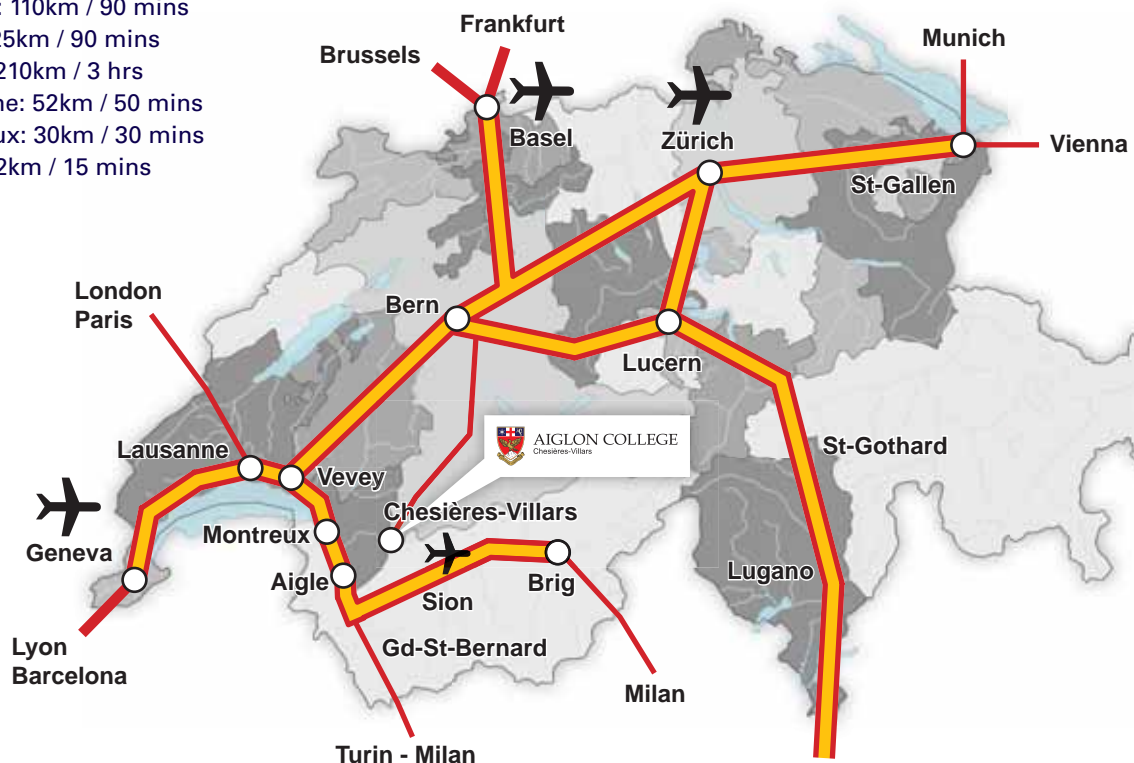 : 110km / 90 mins
25km / 90 mins
210km / 3 hrs
ne: 52km / 50 mins
ux: 30km / 30 mins
2km / 15 mins
Frankfurt
Brussels
Munich
Basel
Zürich
Vienna
St-Gallen
London
Paris
Bern
Lucern
AIGLON COLLEGE
Chesières-Villars
St-Gothard
Lausanne
Vevey
Chesières-Villars
Montreux
Geneva
Aigle
Sion
Brig
Lugano
Gd-St-Bernard
Lyon
Barcelona
Milan
Turin - Milan